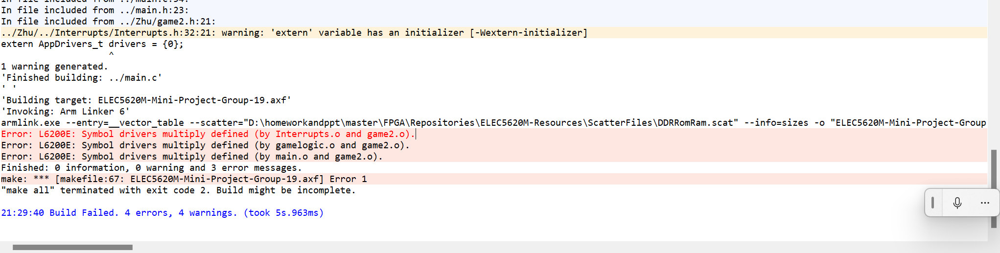 In file included from ../main.c:34:
In file included from ../main.h:23:
In file included from ../Zhu/game2.h:21:
../Zhu/../Interrupts/Interrupts.h:32:21: warning: 'extern' variable has an initializer [-Wextern-initializer]
extern AppDrivers_t drivers = {0};
^
1 warning generated.
'Finished building: ../main.c'
' '
'Building target: ELEC5620M-Mini-Project-Group-19.axf'
'Invoking: Arm Linker 6'
armlink.exe --entry=__vector_table --scatter="D:\homeworkandppt\master\FPGA\Repositories\ELEC5620M-Resources\ScatterFiles\DDRRomRam.scat" --info=sizes -o "ELEC5620M-Mini-Project-Group
Error: L6200E: Symbol drivers multiply defined (by Interrupts.o and game2.o).
Error: L6200E: Symbol drivers multiply defined (by gamelogic.o and game2.o).
Error: L6200E: Symbol drivers multiply defined (by main.o and game2.o).
Finished: 0 information, 0 warning and 3 error messages.
make: *** [makefile:67: ELEC5620M-Mini-Project-Group-19.axf] Error 1
"make all" terminated with exit code 2. Build might be incomplete.
21:29:40 Build Failed. 4 errors, 4 warnings. (took 5s.963ms)